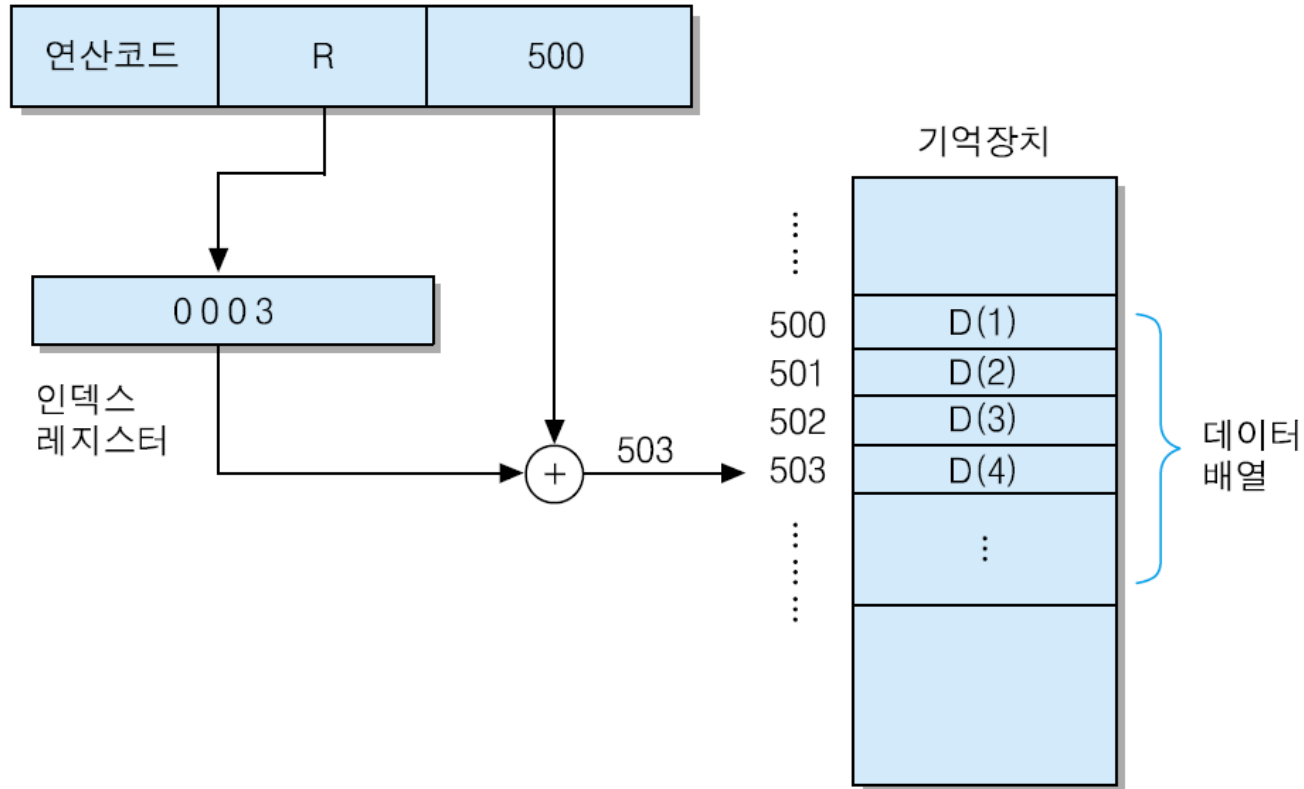 연산코드 R 500
기억장치
0003
인덱스
레지스터
503
500 D(1)
501 D(2)
502 D(3)
503 D(4)
데이터
배열